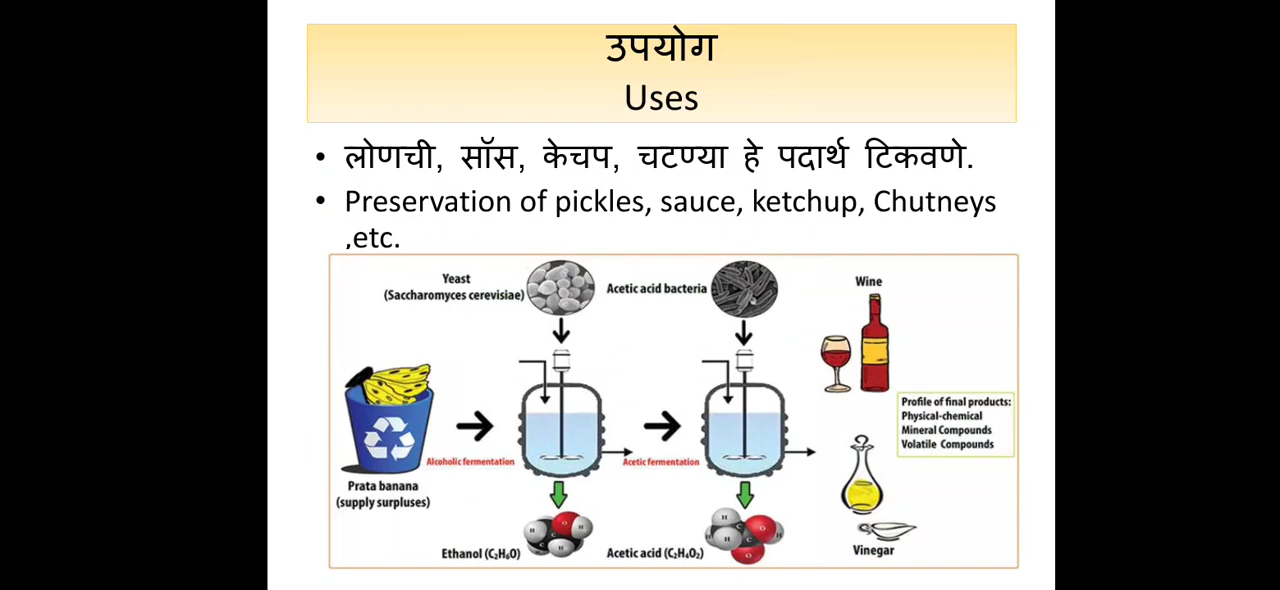 उपयोग
Uses
• लोणची, सॉस, केचप, चटण्या हे पदार्थ टिकवणे.
• Preservation of pickles, sauce, ketchup, Chutneys
,etc.
Yeast
(Saccharomyces cerevisiae)
Acetic acid bacteria
Wine
Profile of final products:
Physical-chemical
Mineral Compounds
Volatile Compounds
Alcoholic fermentation
Acetic fermentation
Prata banana
(supply surpluses)
Ethanol (C₂H₆O)
H
C
C
O
H
Acetic acid (C₂H₄O₂)
H
H
C
C
O
H
O
Vinegar